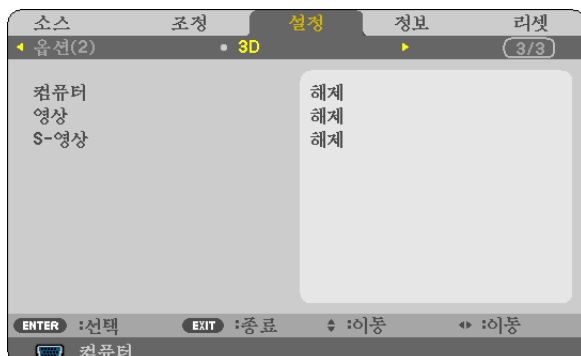 소스 조정 설정 정보 리셋
옵션(2) 3D 3/3
컴퓨터 해제
영상 해제
S-영상 해제
ENTER :선택 EXIT :종료 :이동 :이동
컴퓨터